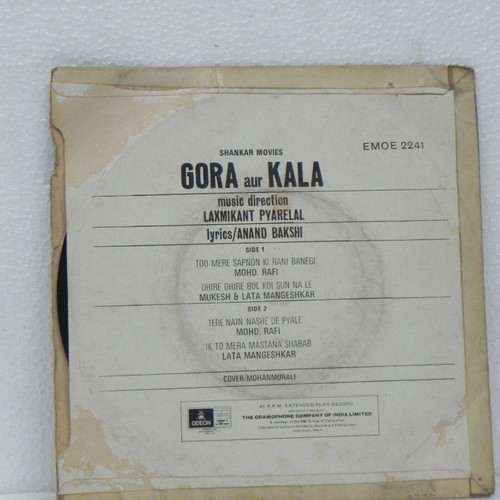 SHANKAR MOVIES
EMOE 2241
GORA aur KALA
music direction
LAXMIKANT PYARELAL
lyrics/ANAND BAKSHI
SIDE 1
TOO MERE SAPNON KI RANI BANEGI
MOHD. RAFI
DHIRE DHIRE BOL KOI SUN NA LE
MUKESH & LATA MANGESHKAR
SIDE 2
TERE NAIN NASHE DE PYALE
MOHD. RAFI
IK TO MERA MASTANA SHABAB
LATA MANGESHKAR
COVER/MOHANMURALI
ODEON
45 R.P.M. EXTENDED PLAY RECORD
THE GRAMOPHONE COMPANY OF INDIA LIMITED